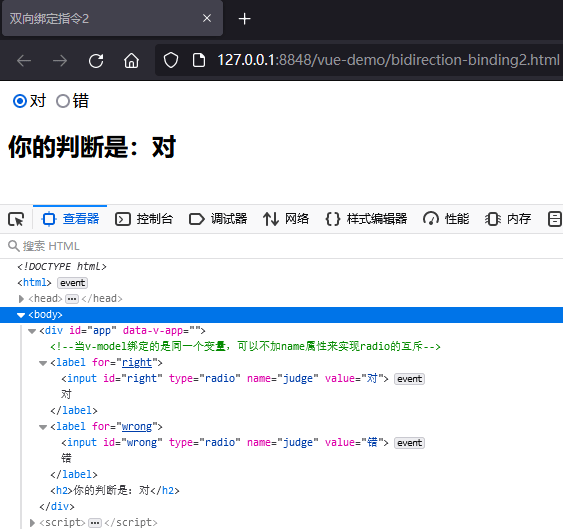 双向绑定指令2
127.0.0.1:8848/vue-demo/bidirection-binding2.html
对 错
你的判断是：对
查看器 控制台 调试器 网络 样式编辑器 性能 内存
搜索 HTML
<!DOCTYPE html>
<html> event
<head> </head>
<body>
<div id="app" data-v-app="">
<!--当v-model绑定的是同一个变量，可以不加name属性来实现radio的互斥-->
<label for="right">
<input id="right" type="radio" name="judge" value="对"> event
对
</label>
<label for="wrong">
<input id="wrong" type="radio" name="judge" value="错"> event
错
</label>
<h2>你的判断是：对</h2>
</div>
<script> </script>